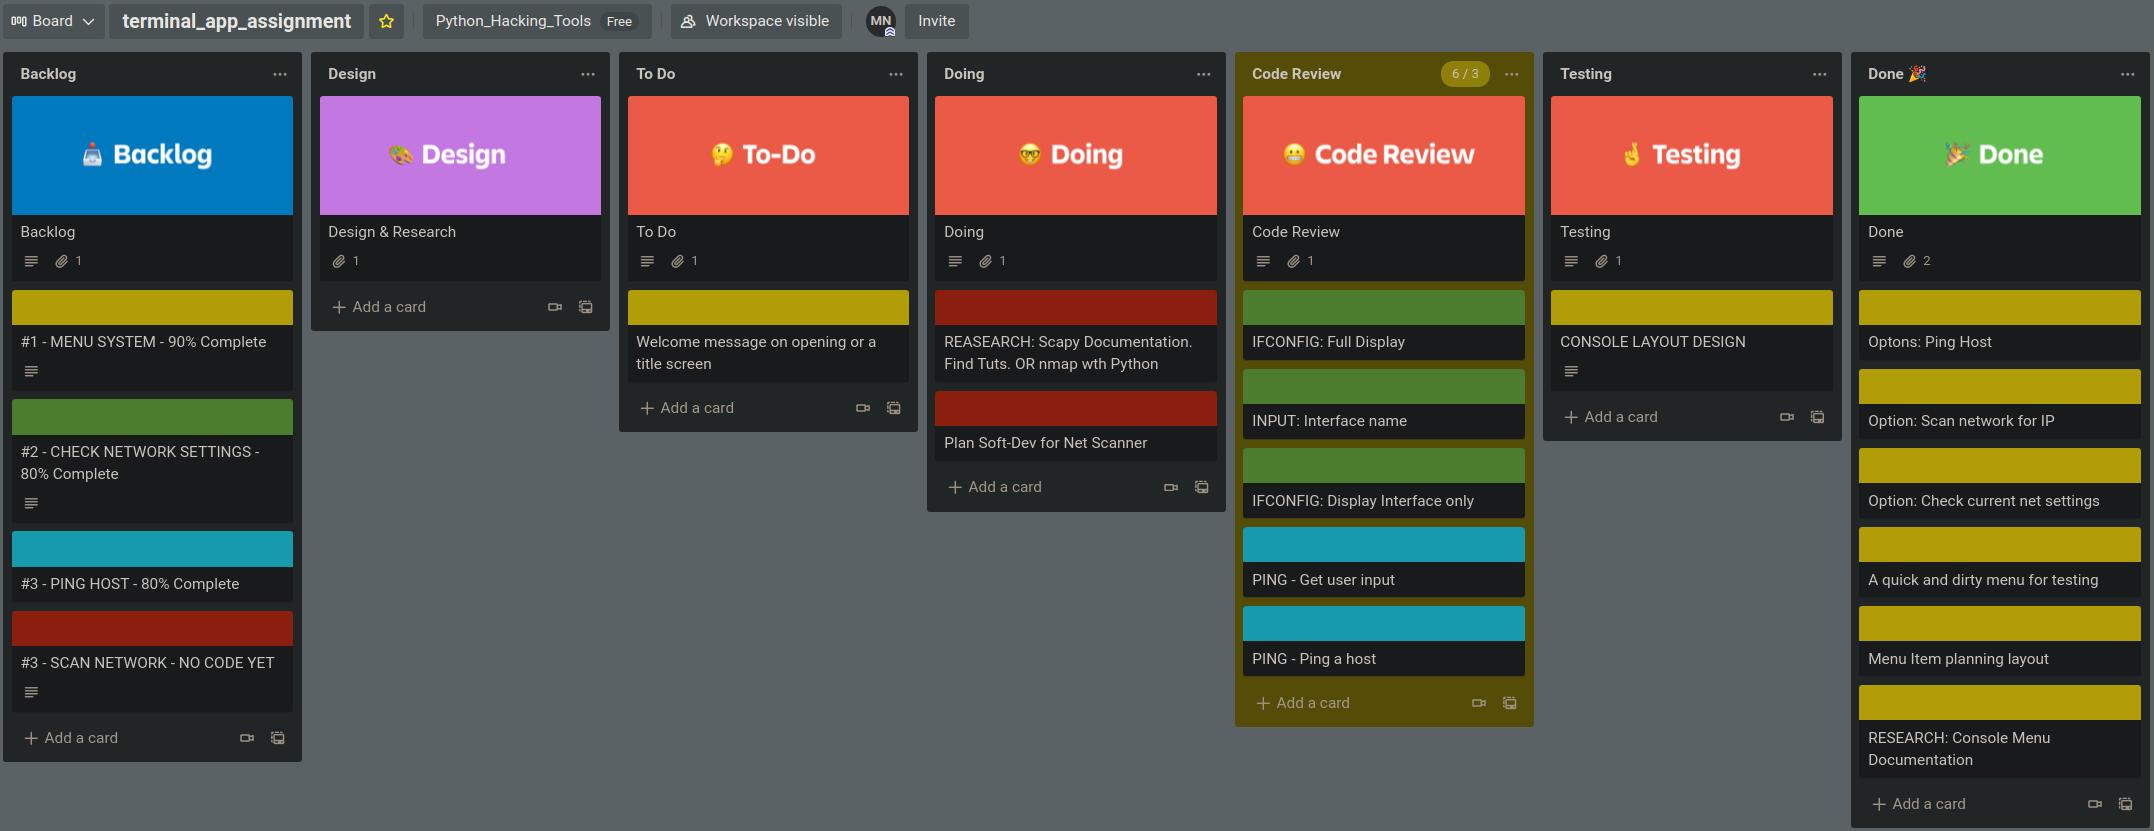 Board
terminal_app_assignment
Python_Hacking_Tools Free
Workspace visible
MN
Invite
Backlog
Backlog
Backlog
1
#1 - MENU SYSTEM - 90% Complete
#2 - CHECK NETWORK SETTINGS -
80% Complete
#3 - PING HOST - 80% Complete
#3 - SCAN NETWORK - NO CODE YET
Add a card
Design
Design
Design & Research
1
Add a card
To Do
To-Do
To Do
1
Welcome message on opening or a
title screen
Add a card
Doing
Doing
Doing
1
REASEARCH: Scapy Documentation.
Find Tuts. OR nmap wth Python
Plan Soft-Dev for Net Scanner
Add a card
Code Review 6 / 3
Code Review
Code Review
1
IFCONFIG: Full Display
INPUT: Interface name
IFCONFIG: Display Interface only
PING - Get user input
PING - Ping a host
Add a card
Testing
Testing
Testing
1
CONSOLE LAYOUT DESIGN
Add a card
Done 🎉
Done
Done
2
Optons: Ping Host
Option: Scan network for IP
Option: Check current net settings
A quick and dirty menu for testing
Menu Item planning layout
RESEARCH: Console Menu
Documentation
Add a card